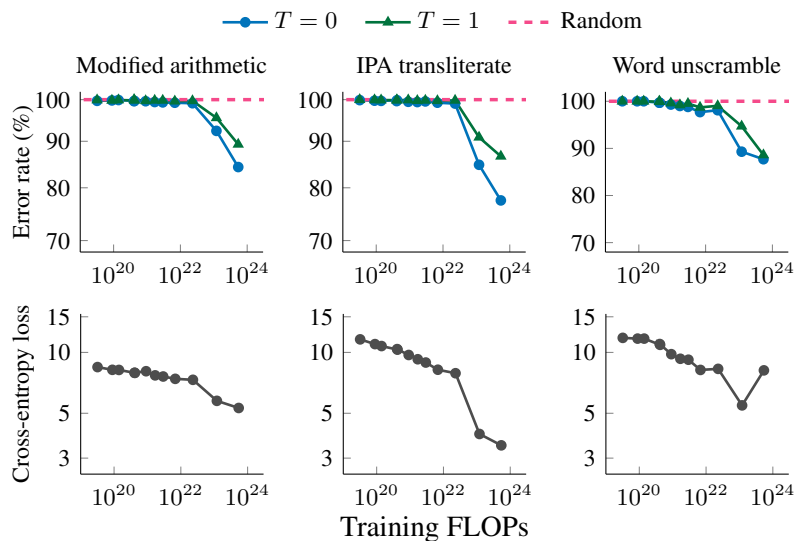 T = 0 T = 1 Random
Modified arithmetic IPA transliterate Word unscramble
Error rate (%)
100 100 100
90 90 90
80 80 80
70 70 70
10^20 10^22 10^24 10^20 10^22 10^24 10^20 10^22 10^24
Cross-entropy loss
15 15 15
10 10 10
5 5 5
3 3 3
10^20 10^22 10^24 10^20 10^22 10^24 10^20 10^22 10^24
Training FLOPs